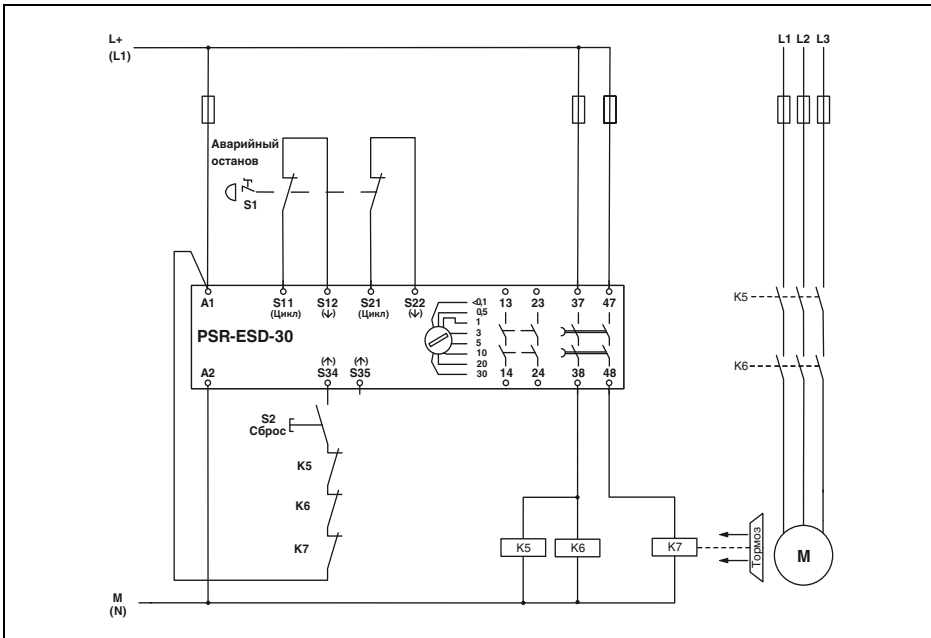 L+
(L1)
L1 L2 L3
Аварийный
останов
S1
A1 S11 S12 S21 S22 13 23 37 47
(Цикл) (↓) (Цикл) (↓)
<0,1
0,5
1
3
5
10
20
30
PSR-ESD-30
(↑) (↑)
A2 S34 S35 14 24 38 48
K5
K6
S2
Сброс
K5
K6
K7
K5 K6 K7
Тормоз
M
M
(N)